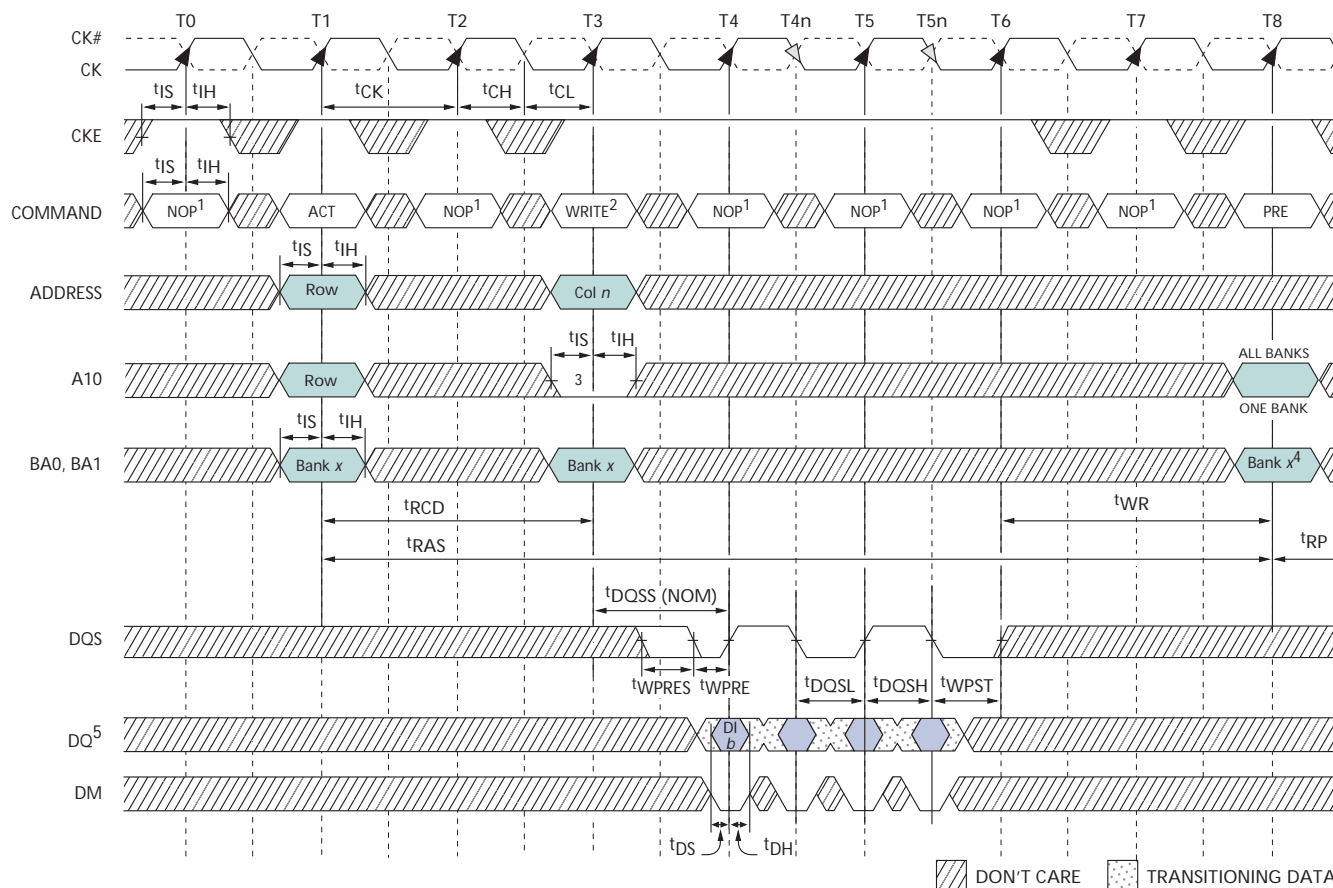 T0 T1 T2 T3 T4 T4n T5 T5n T6 T7 T8
CK#
CK
tIS tIH tCK tCH tCL
CKE
tIS tIH
COMMAND NOP1 ACT NOP1 WRITE2 NOP1 NOP1 NOP1 NOP1 PRE
tIS tIH
ADDRESS Row Col n
tIS tIH
A10 Row 3 ALL BANKS
ONE BANK
tIS tIH
BA0, BA1 Bank x Bank x Bank x4
tRCD tWR
tRAS tRP
tDQSS (NOM)
DQS
tWPRES tWPRE tDQSL tDQSH tWPST
DQ5 DI
b
DM
tDS tDH
DON'T CARE TRANSITIONING DATA